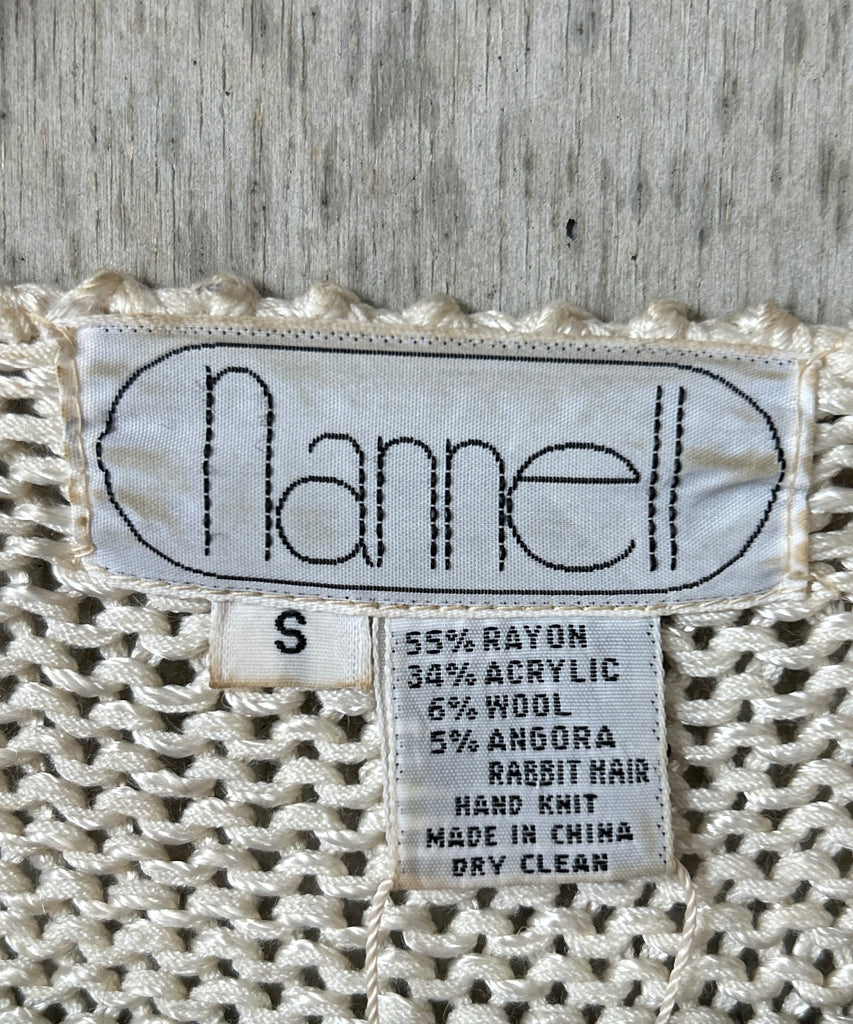 nannell
S
55% RAYON
34% ACRYLIC
6% WOOL
5% ANGORA
RABBIT HAIR
HAND KNIT
MADE IN CHINA
DRY CLEAN